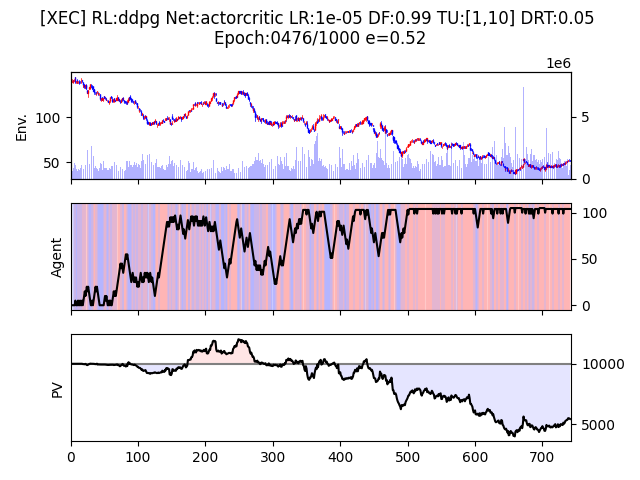 [XEC] RL:ddpg Net:actorcritic LR:1e-05 DF:0.99 TU:[1,10] DRT:0.05
Epoch:0476/1000 e=0.52
1e6
Env.
100
50
5
0
Agent
100
50
0
PV
10000
5000
0 100 200 300 400 500 600 700